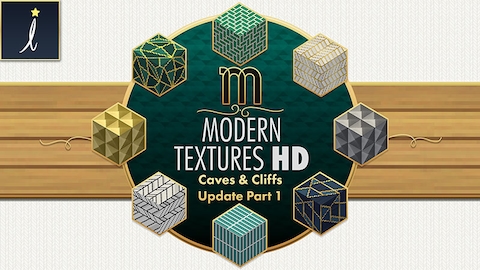 l
m
MODERN
TEXTURES HD
Caves & Cliffs
Update Part 1